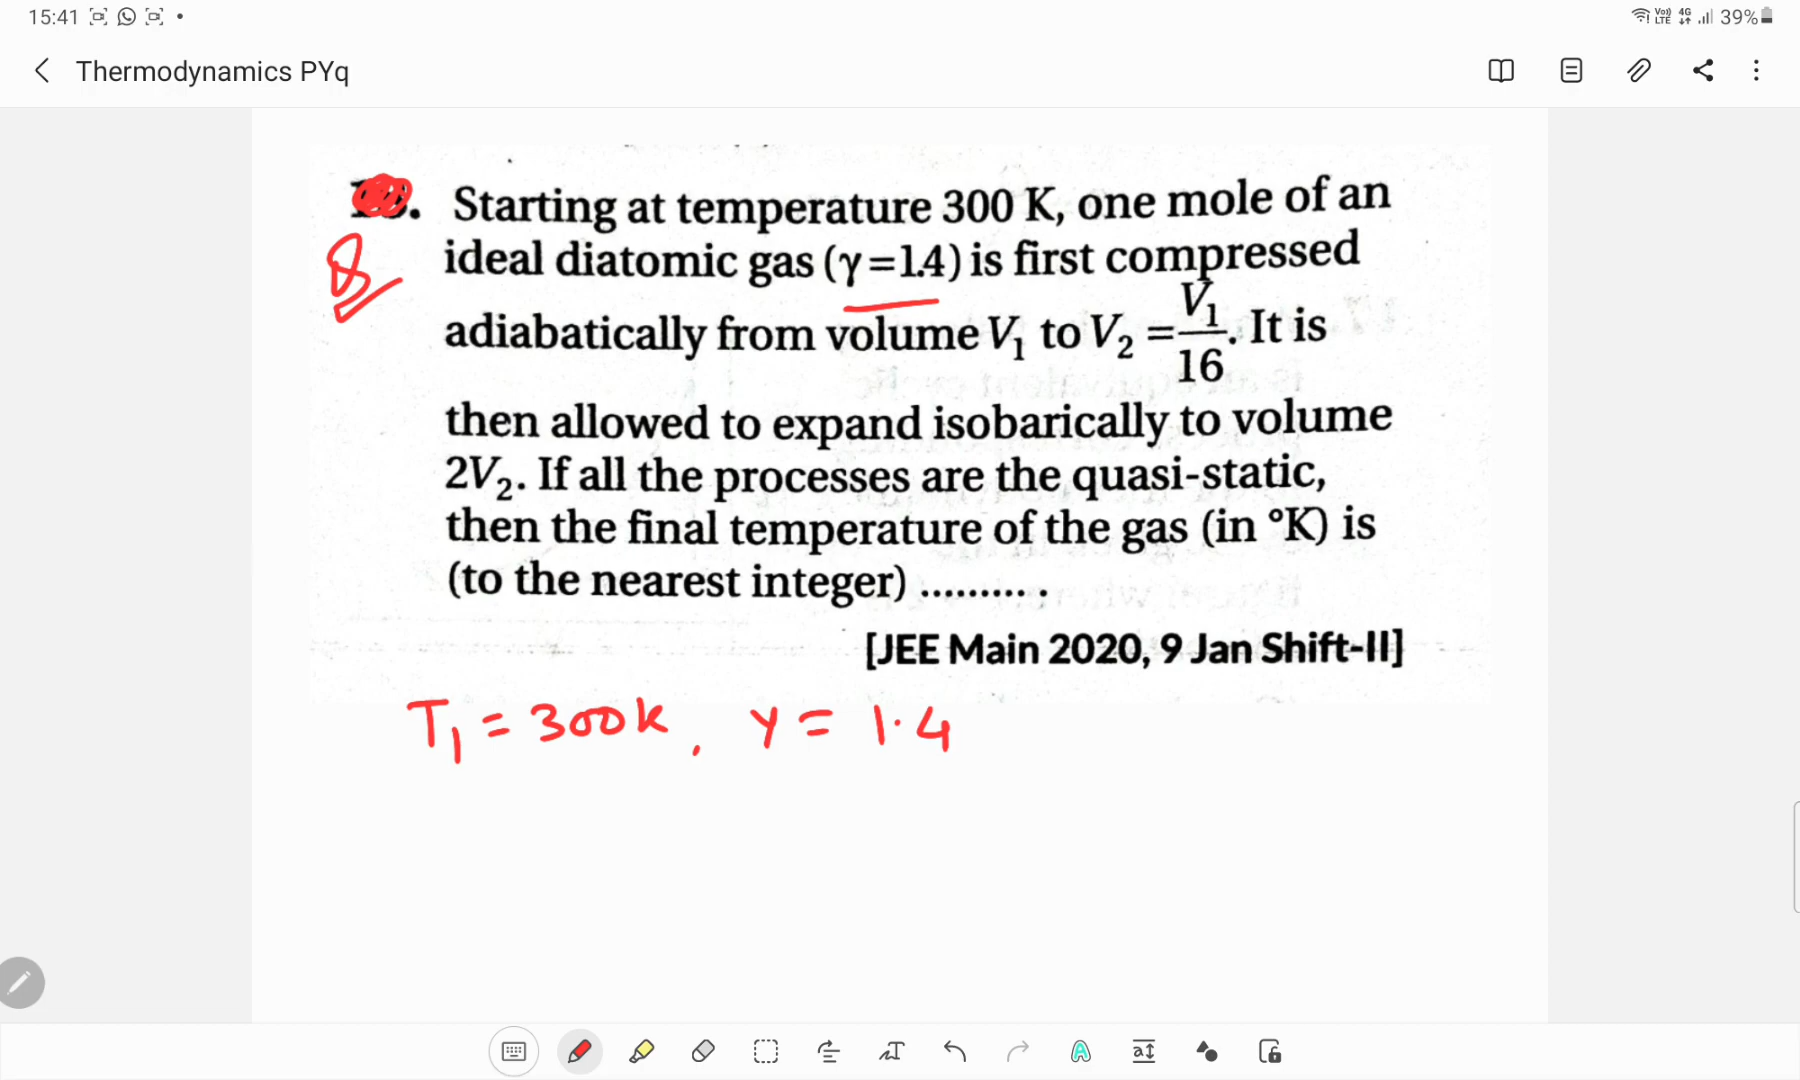 15:41
Vo)) LTE 4G 39%
Thermodynamics PYq
8
Starting at temperature 300 K, one mole of an
ideal diatomic gas (γ=1.4) is first compressed
adiabatically from volume V₁ to V₂ = V₁/16. It is
then allowed to expand isobarically to volume
2V₂. If all the processes are the quasi-static,
then the final temperature of the gas (in °K) is
(to the nearest integer) ...........
[JEE Main 2020, 9 Jan Shift-II]
T₁ = 300k, γ = 1.4